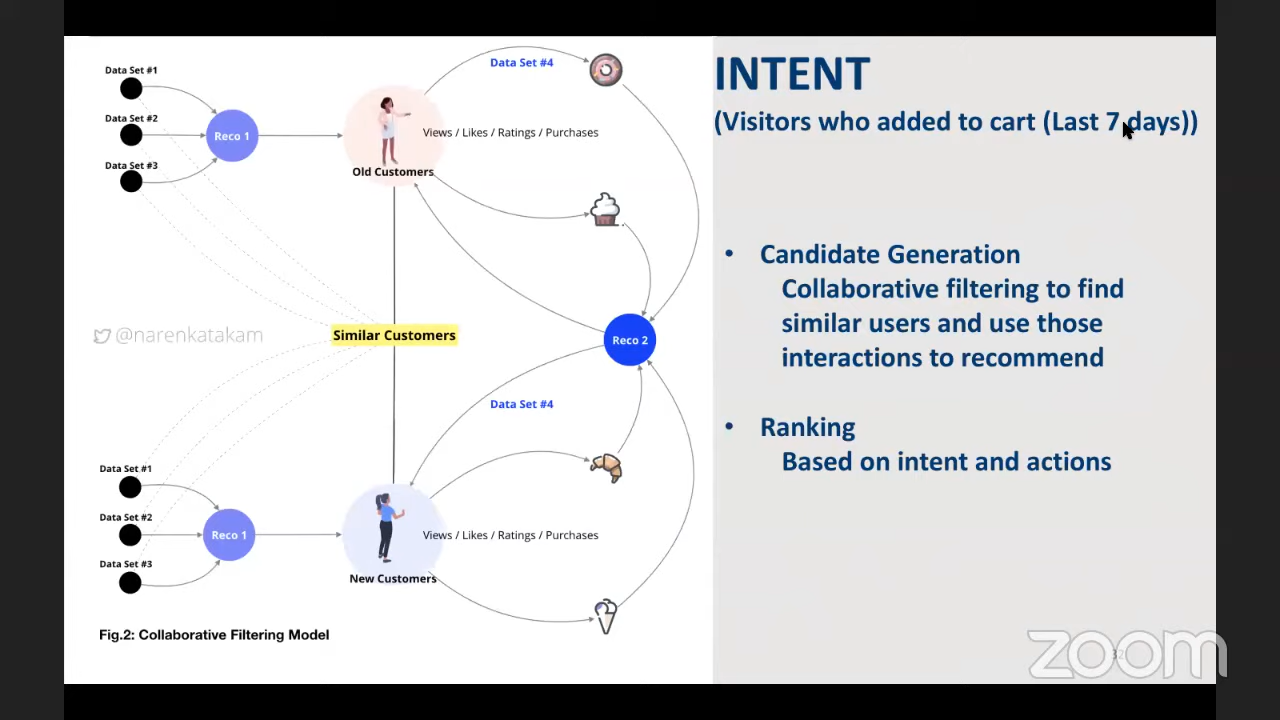 Data Set #1
Data Set #2
Data Set #3
Reco 1
Old Customers
Views / Likes / Ratings / Purchases
Data Set #4
Similar Customers
@narenkatakam
Reco 2
Data Set #4
Data Set #1
Data Set #2
Data Set #3
Reco 1
New Customers
Views / Likes / Ratings / Purchases
Fig.2: Collaborative Filtering Model
INTENT
(Visitors who added to cart (Last 7 days))
• Candidate Generation
Collaborative filtering to find
similar users and use those
interactions to recommend
• Ranking
Based on intent and actions
32
zoom